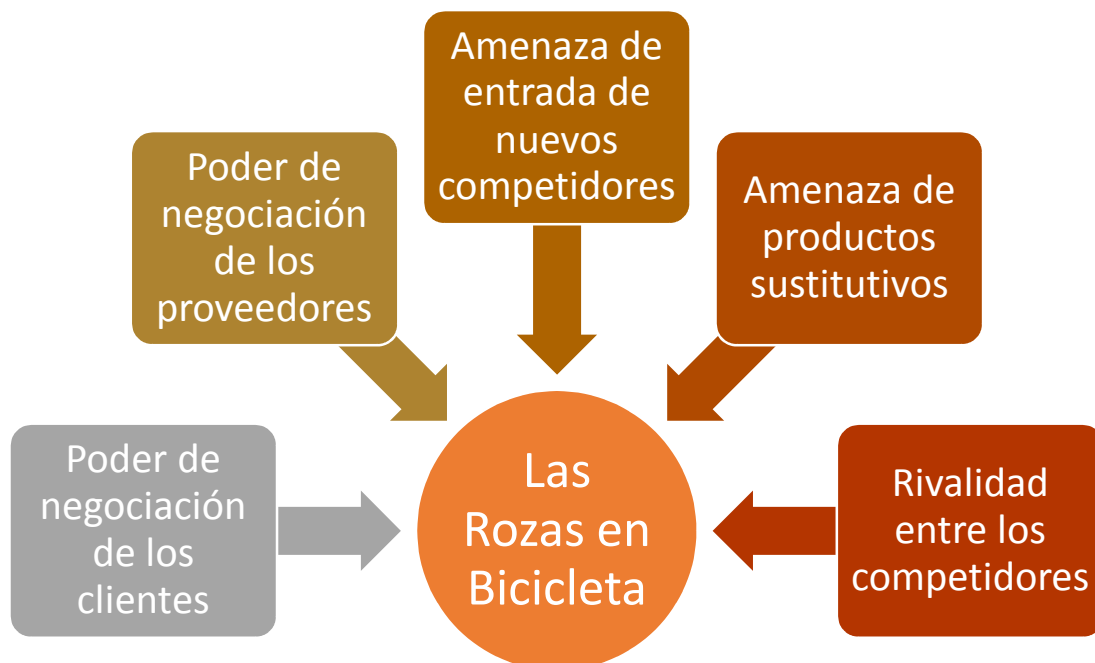 Poder de
negociación
de los
clientes
Poder de
negociación
de los
proveedores
Amenaza de
entrada de
nuevos
competidores
Amenaza de
productos
sustitutivos
Rivalidad
entre los
competidores
Las
Rozas en
Bicicleta